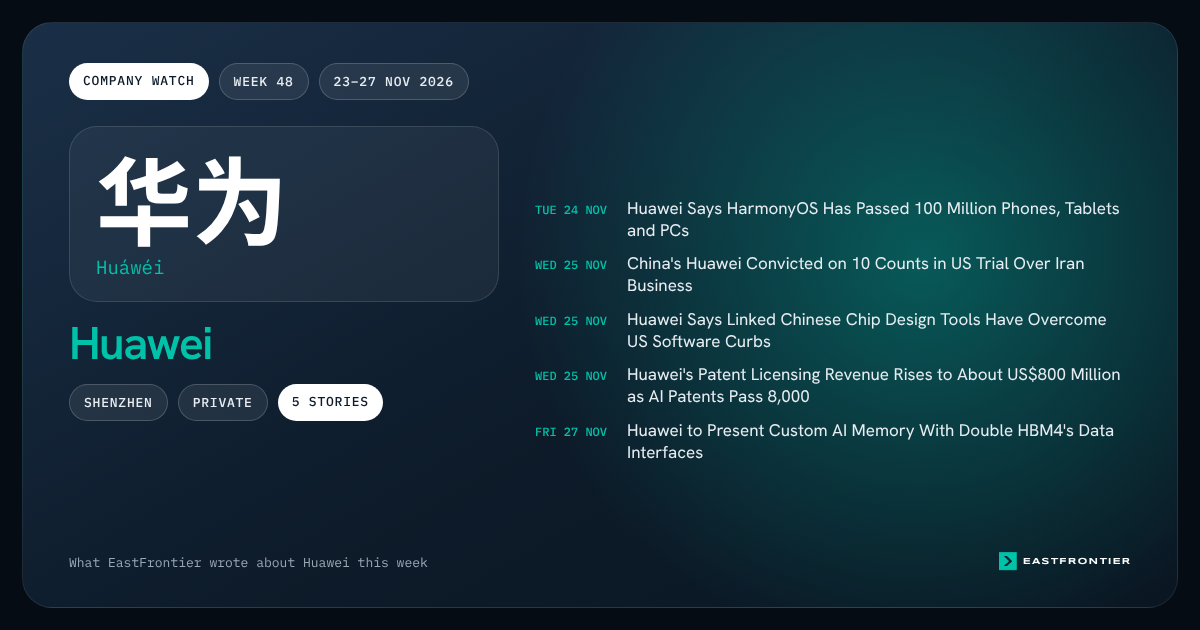 COMPANY WATCH
WEEK 48
23–27 NOV 2026
华为
Huáwéi
Huawei
SHENZHEN
PRIVATE
5 STORIES
TUE 24 NOV
Huawei Says HarmonyOS Has Passed 100 Million Phones, Tablets
and PCs
WED 25 NOV
China's Huawei Convicted on 10 Counts in US Trial Over Iran
Business
WED 25 NOV
Huawei Says Linked Chinese Chip Design Tools Have Overcome
US Software Curbs
WED 25 NOV
Huawei's Patent Licensing Revenue Rises to About US$800 Million
as AI Patents Pass 8,000
FRI 27 NOV
Huawei to Present Custom AI Memory With Double HBM4's Data
Interfaces
What EastFrontier wrote about Huawei this week
EASTFRONTIER